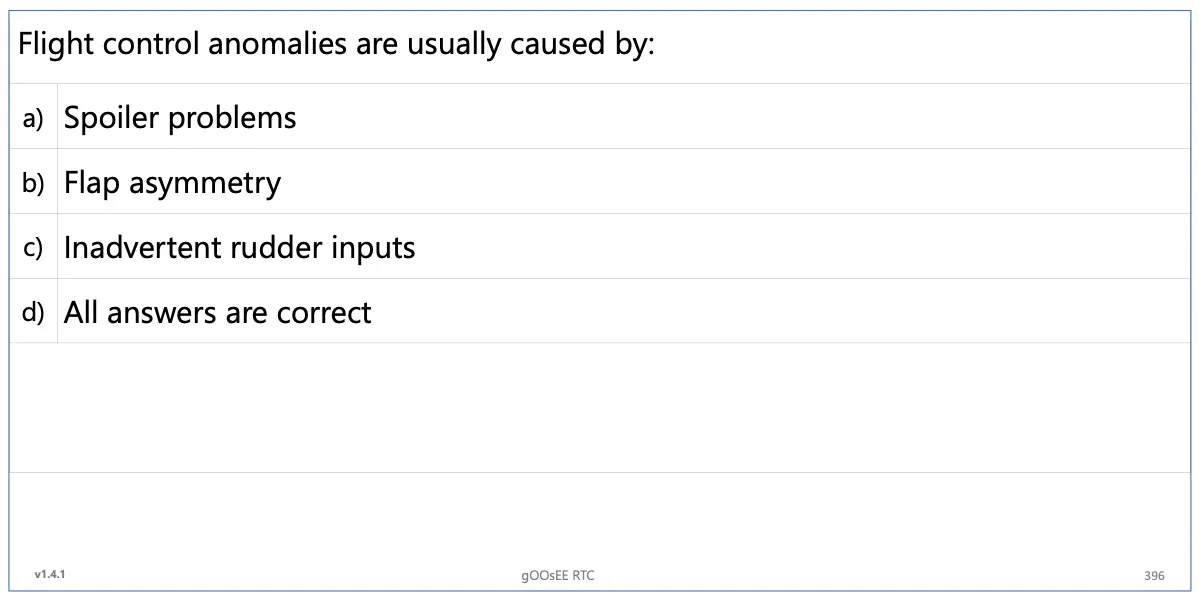 Flight control anomalies are usually caused by:
a) Spoiler problems
b) Flap asymmetry
c) Inadvertent rudder inputs
d) All answers are correct
v1.4.1 gOOsEE RTC 396